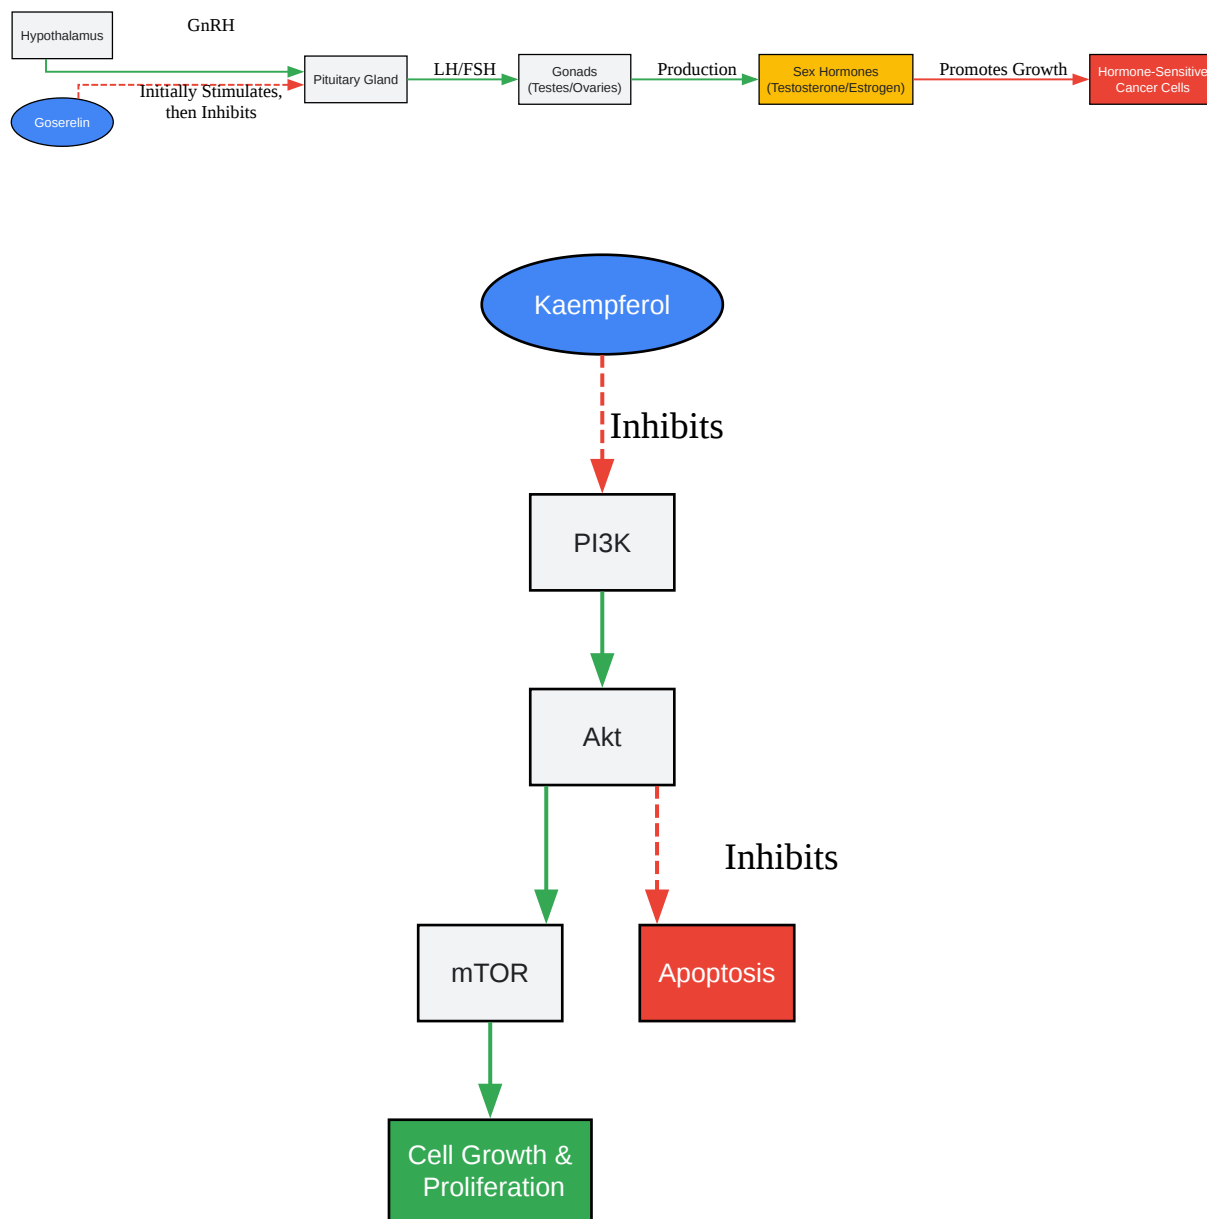 Hypothalamus
GnRH
Pituitary Gland
Goserelin
Initially Stimulates,
then Inhibits
LH/FSH
Gonads
(Testes/Ovaries)
Production
Sex Hormones
(Testosterone/Estrogen)
Promotes Growth
Hormone-Sensitive
Cancer Cells
Kaempferol
Inhibits
PI3K
Akt
Inhibits
mTOR
Apoptosis
Cell Growth &
Proliferation